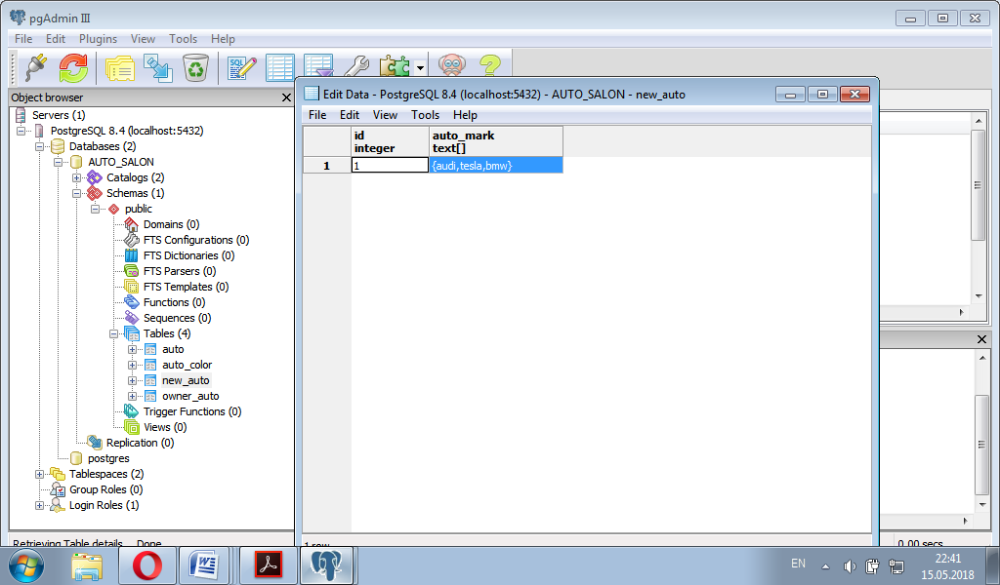 pgAdmin III
File Edit Plugins View Tools Help
SQL
Object browser
Servers (1)
PostgreSQL 8.4 (localhost:5432)
Databases (2)
AUTO_SALON
Catalogs (2)
Schemas (1)
public
Domains (0)
FTS Configurations (0)
FTS Dictionaries (0)
FTS Parsers (0)
FTS Templates (0)
Functions (0)
Sequences (0)
Tables (4)
auto
auto_color
new_auto
owner_auto
Trigger Functions (0)
Views (0)
Replication (0)
postgres
Tablespaces (2)
Group Roles (0)
Login Roles (1)
Retrieving Table details... Done.
Edit Data - PostgreSQL 8.4 (localhost:5432) - AUTO_SALON - new_auto
File Edit View Tools Help
id auto_mark
integer text[]
1 1 {audi,tesla,bmw}
1 row.
0.00 secs
EN
22:41
15.05.2018